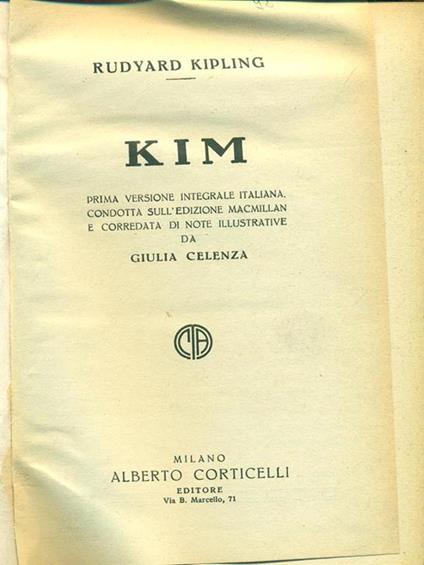 RUDYARD KIPLING
KIM
PRIMA VERSIONE INTEGRALE ITALIANA.
CONDOTTA SULL'EDIZIONE MACMILLAN
E CORREDATA DI NOTE ILLUSTRATIVE
DA
GIULIA CELENZA
MILANO
ALBERTO CORTICELLI
EDITORE
Via B. Marcello, 71